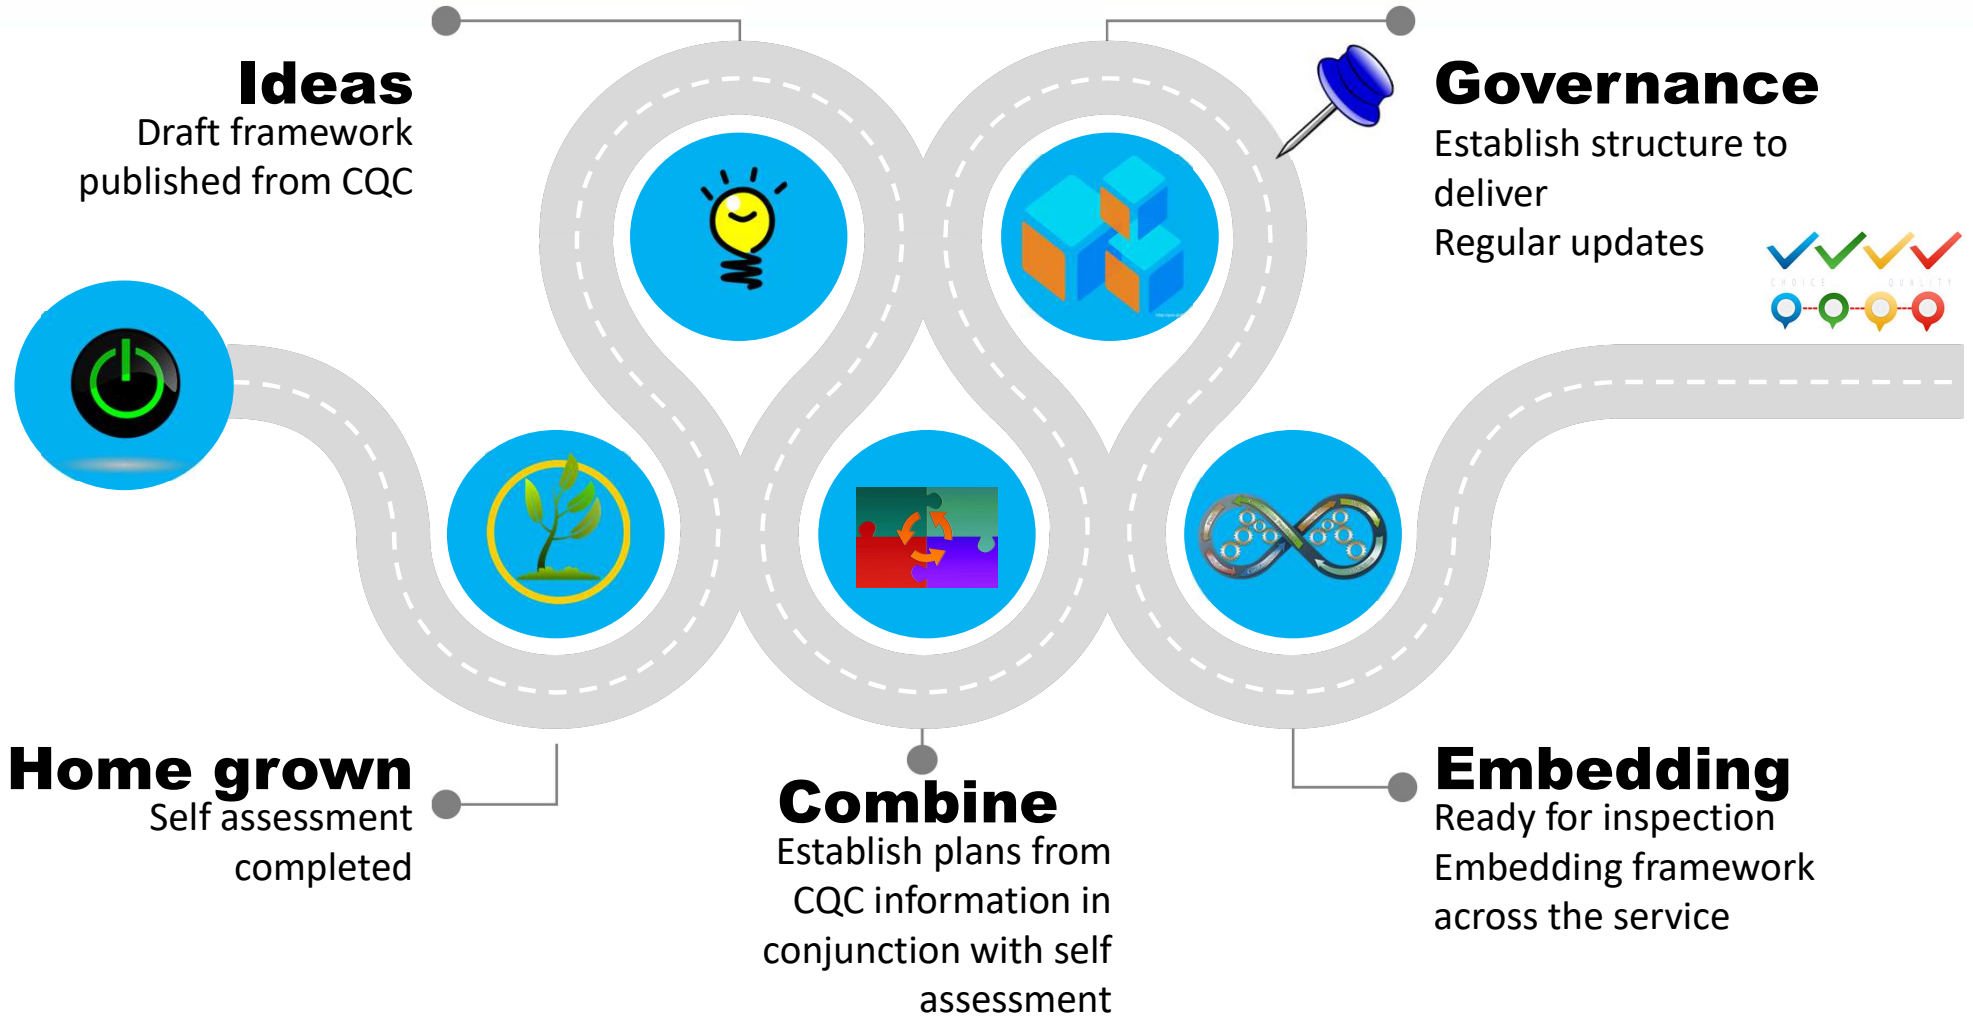 Ideas
Draft framework
published from CQC
Governance
Establish structure to
deliver
Regular updates
CHOICE QUALITY
Home grown
Self assessment
completed
Combine
Establish plans from
CQC information in
conjunction with self
assessment
Embedding
Ready for inspection
Embedding framework
across the service